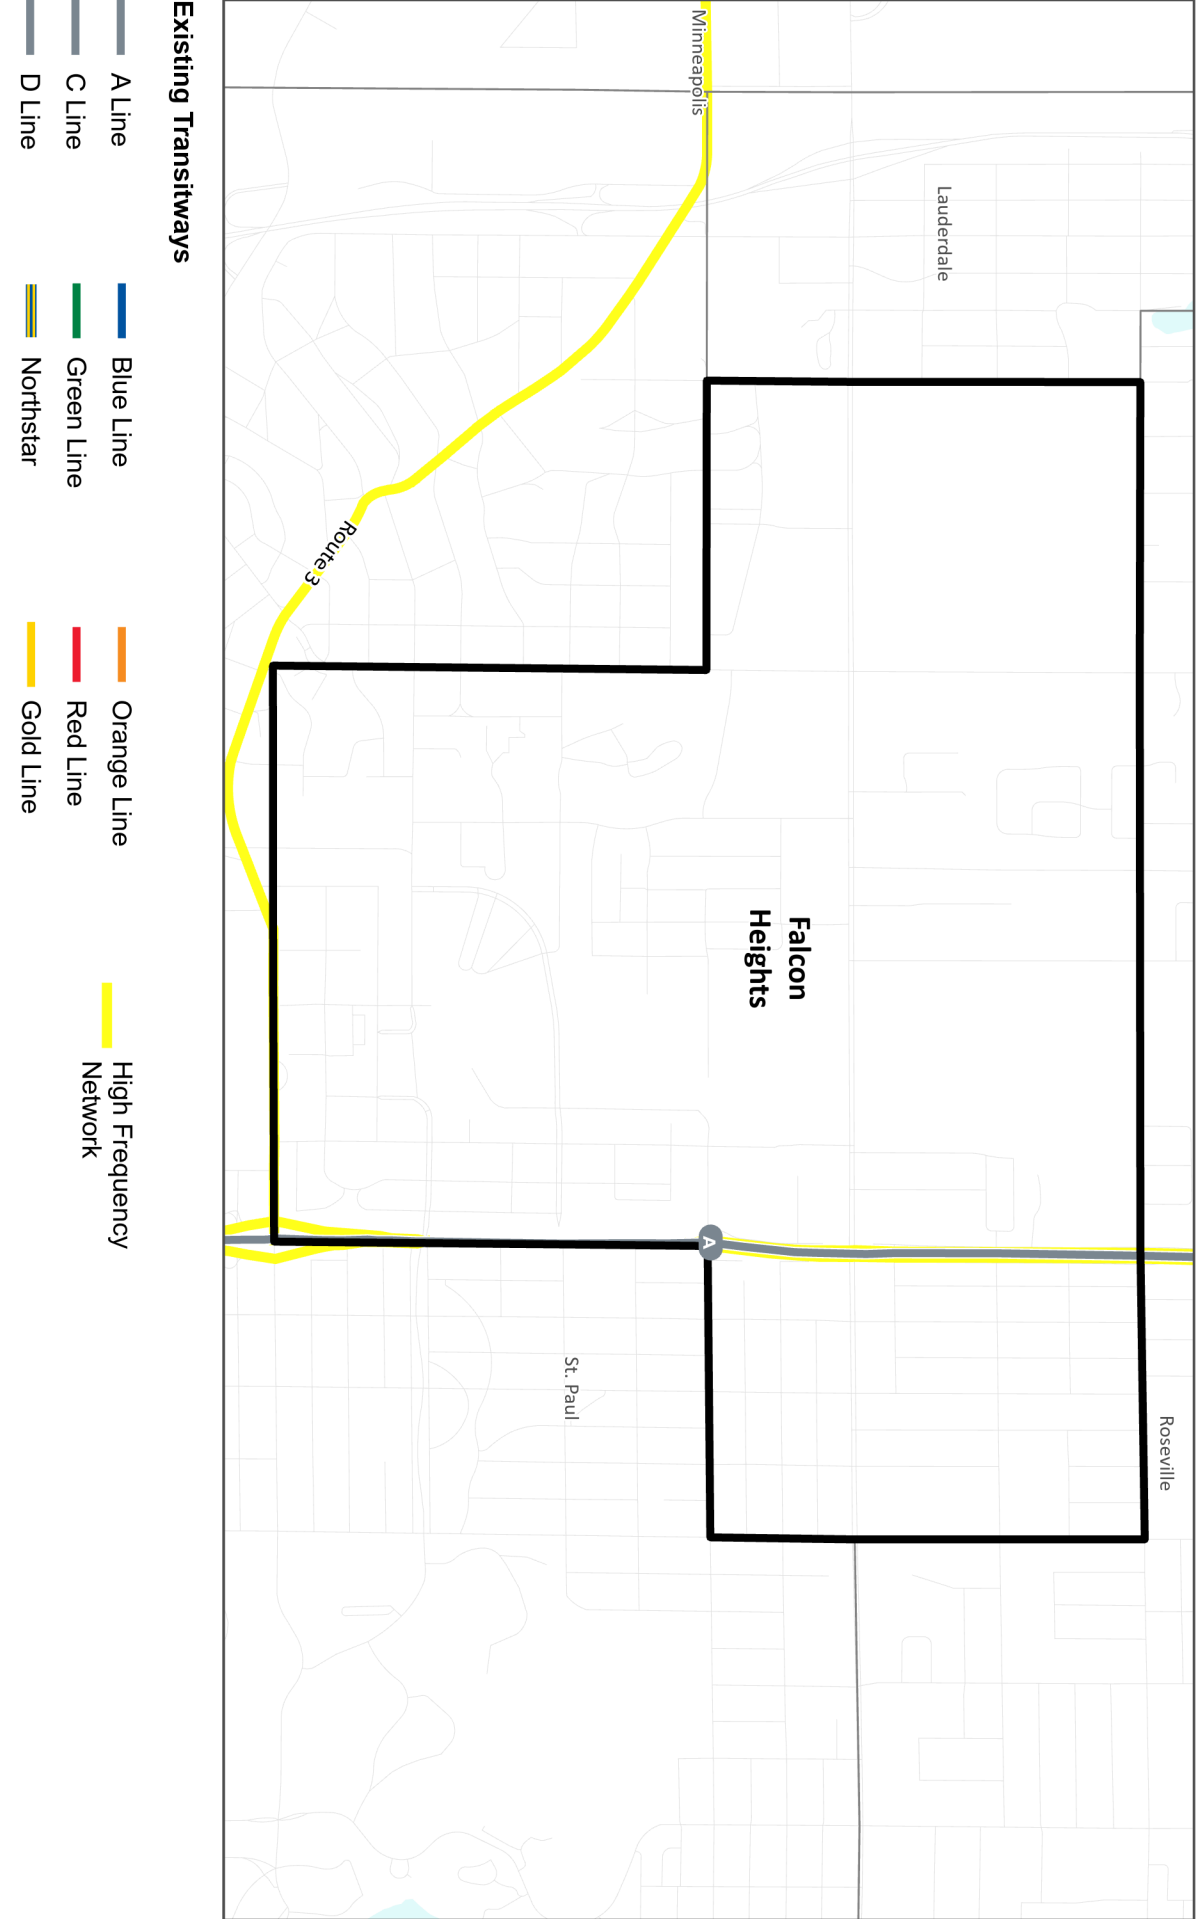 Roseville
Lauderdale
Falcon
Heights
Minneapolis
A
St. Paul
Route 3
Existing Transitways
A Line
C Line
D Line
Blue Line
Green Line
Northstar
Orange Line
Red Line
Gold Line
High Frequency
Network